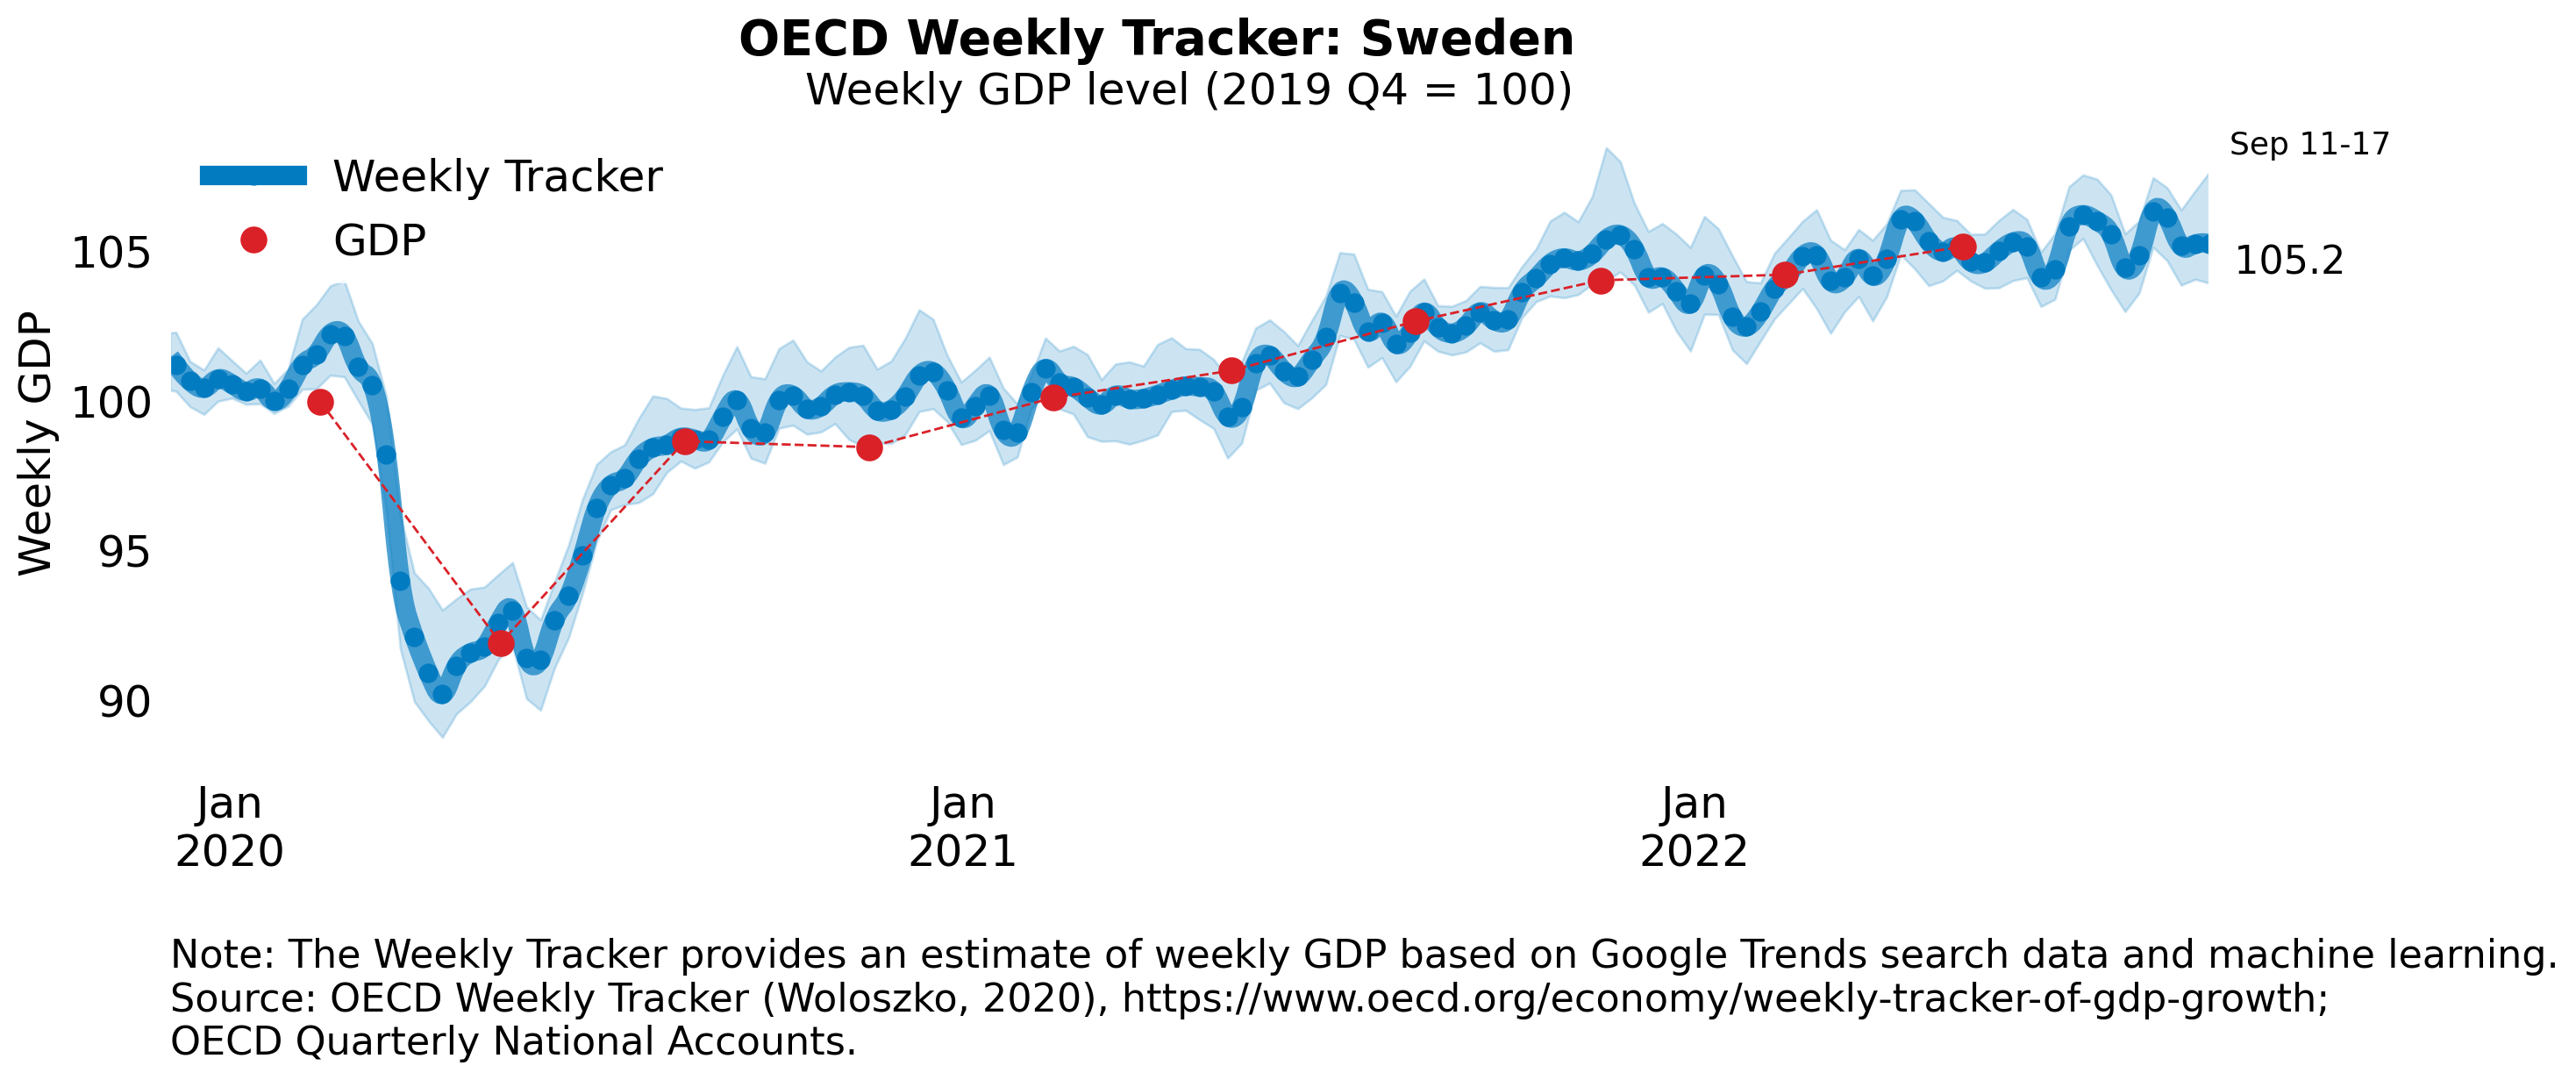 OECD Weekly Tracker: Sweden
Weekly GDP level (2019 Q4 = 100)
Sep 11-17
Weekly Tracker
GDP
105
105.2
Weekly GDP
100
95
90
Jan
2020
Jan
2021
Jan
2022
Note: The Weekly Tracker provides an estimate of weekly GDP based on Google Trends search data and machine learning.
Source: OECD Weekly Tracker (Woloszko, 2020), https://www.oecd.org/economy/weekly-tracker-of-gdp-growth;
OECD Quarterly National Accounts.